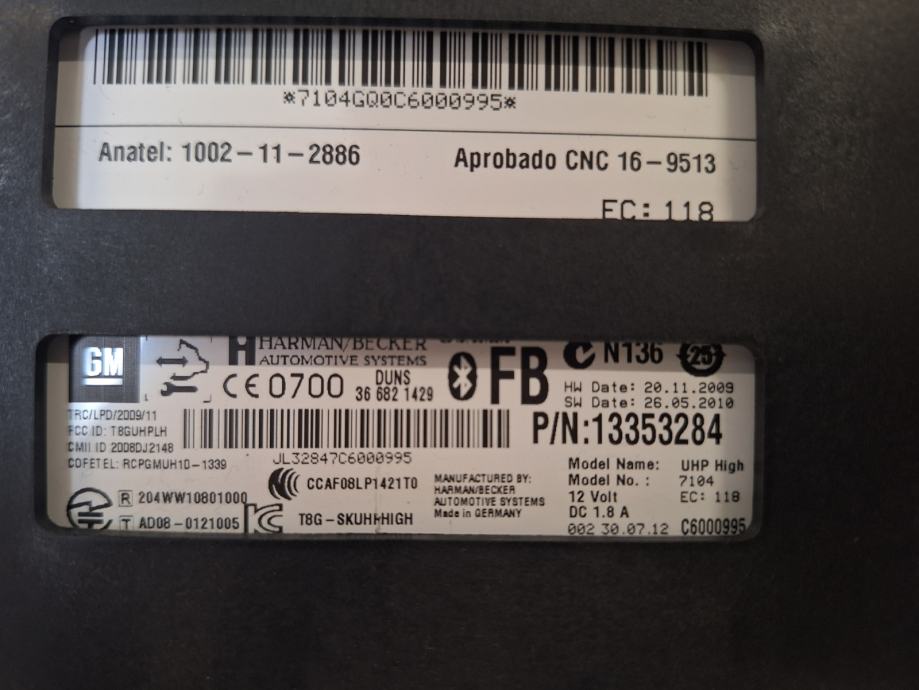 *7104GQ0C6000995*
Anatel: 1002-11-2886 Aprobado CNC 16-9513
EC: 118
GM
HARMAN/BECKER
AUTOMOTIVE SYSTEMS
CE 0700
DUNS
36 682 1429
FB
N136
25
HW Date: 20.11.2009
SW Date: 26.05.2010
P/N:13353284
TRC/LPD/2009/11
FCC ID: T8GUHPLH
CMII ID 2008DJ2148
COFETEL: RCPGMUH10-1339
JL32847C6000995
R 204WW10801000
T AD08-0121005
CCAF08LP1421T0
T8G-SKUHHHIGH
MANUFACTURED BY:
HARMAN/BECKER
AUTOMOTIVE SYSTEMS
Made in GERMANY
Model Name: UHP High
Model No.: 7104
12 Volt EC: 118
DC 1.8 A
002 30.07.12 C6000995